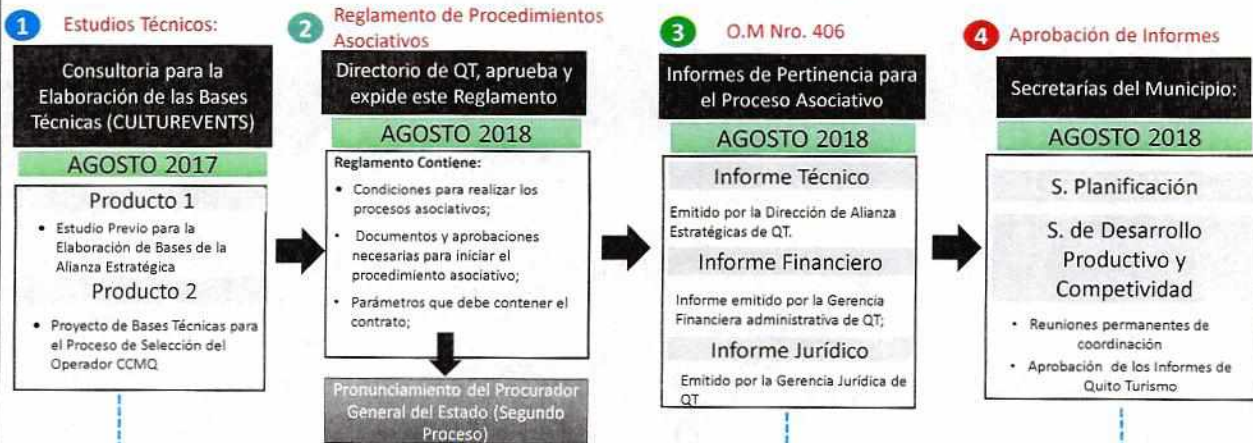 1 Estudios Técnicos:
Consultoría para la
Elaboración de las Bases
Técnicas (CULTUREVENTS)
AGOSTO 2017
Producto 1
• Estudio Previo para la
Elaboración de Bases de la
Alianza Estratégica
Producto 2
• Proyecto de Bases Técnicas para
el Proceso de Selección del
Operador CCMQ
2 Reglamento de Procedimientos
Asociativos
Directorio de QT, aprueba y
expide este Reglamento
AGOSTO 2018
Reglamento Contiene:
• Condiciones para realizar los
procesos asociativos;
• Documentos y aprobaciones
necesarias para iniciar el
procedimiento asociativo;
• Parámetros que debe contener el
contrato;
Pronunciamiento del Procurador
General del Estado (Segundo
Proceso)
3 O.M Nro. 406
Informes de Pertinencia para
el Proceso Asociativo
AGOSTO 2018
Informe Técnico
Emitido por la Dirección de Alianza
Estratégicas de QT.
Informe Financiero
Informe emitido por la Gerencia
Financiera administrativa de QT;
Informe Jurídico
Emitido por la Gerencia Jurídica de
QT
4 Aprobación de Informes
Secretarías del Municipio:
AGOSTO 2018
S. Planificación
S. de Desarrollo
Productivo y
Competividad
• Reuniones permanentes de
coordinación
• Aprobación de los Informes de
Quito Turismo